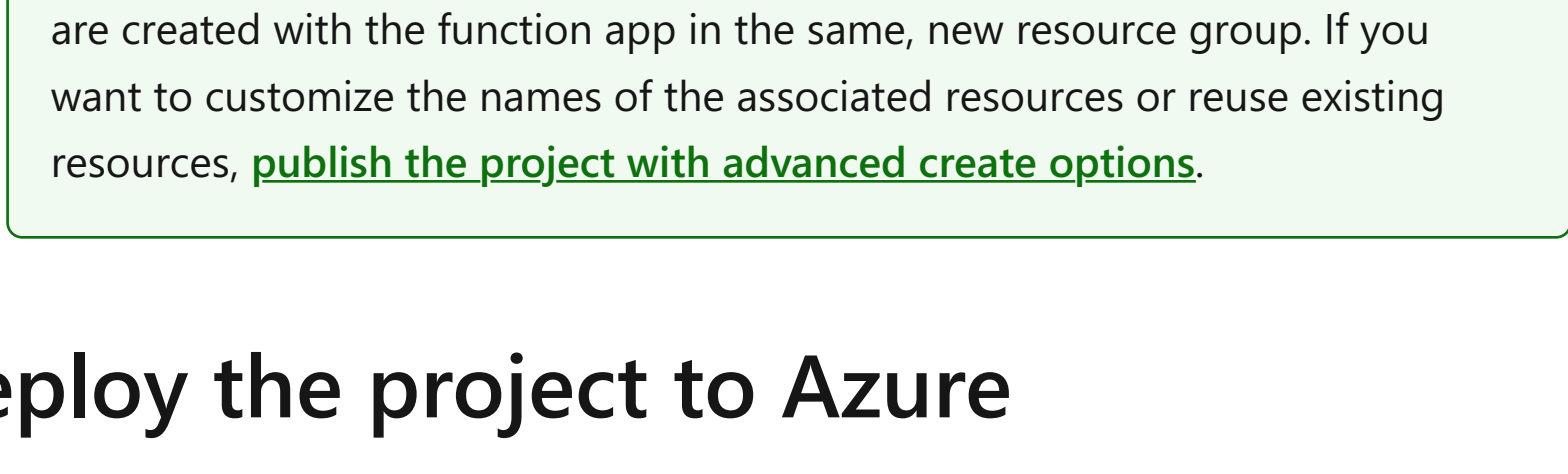 are created with the function app in the same, new resource group. If you
want to customize the names of the associated resources or reuse existing
resources, publish the project with advanced create options.
eploy the project to Azure